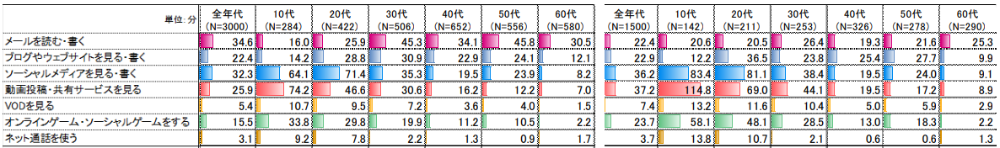 単位：分 全年代 10代 20代 30代 40代 50代 60代 全年代 10代 20代 30代 40代 50代 60代
(N=3000) (N=284) (N=422) (N=506) (N=652) (N=556) (N=580) (N=1500) (N=142) (N=211) (N=253) (N=326) (N=278) (N=290)
メールを読む・書く 34.6 16.0 25.9 45.3 34.1 45.8 30.5 22.4 20.6 20.5 26.4 19.3 21.6 25.3
ブログやウェブサイトを見る・書く 22.4 14.2 28.8 30.9 22.9 24.1 12.1 22.9 12.2 36.5 23.8 25.4 27.7 9.9
ソーシャルメディアを見る・書く 32.3 64.1 71.4 35.3 19.5 23.9 8.2 36.2 83.4 81.1 38.4 19.5 24.0 9.1
動画投稿・共有サービスを見る 25.9 74.2 46.6 30.6 16.2 12.2 7.0 37.2 114.8 69.0 44.1 19.5 17.2 8.9
VODを見る 5.4 10.7 9.5 7.2 3.6 4.0 1.5 7.4 13.2 11.6 10.4 5.0 5.9 2.9
オンラインゲーム・ソーシャルゲームをする 15.5 33.8 29.8 19.9 11.2 10.5 2.2 23.7 58.1 48.1 28.5 13.0 18.3 2.2
ネット通話を使う 3.1 9.2 7.8 2.2 1.3 0.9 1.7 3.7 13.8 10.7 2.1 0.6 0.6 1.3